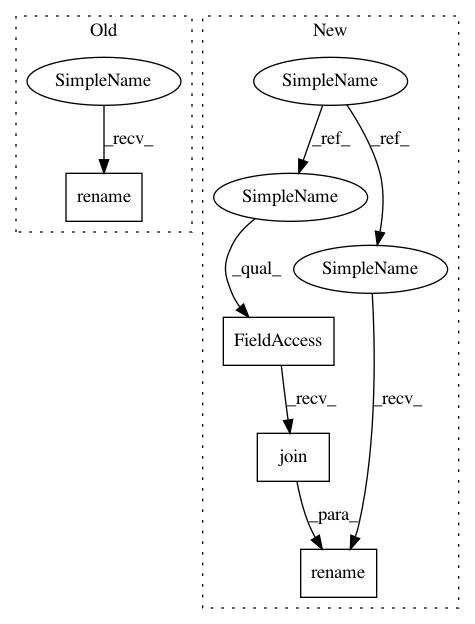 Old
New
SimpleName
SimpleName
_recv_
_ref_
_ref_
rename
SimpleName
SimpleName
_qual_
FieldAccess
_recv_
_recv_
join
_para_
rename